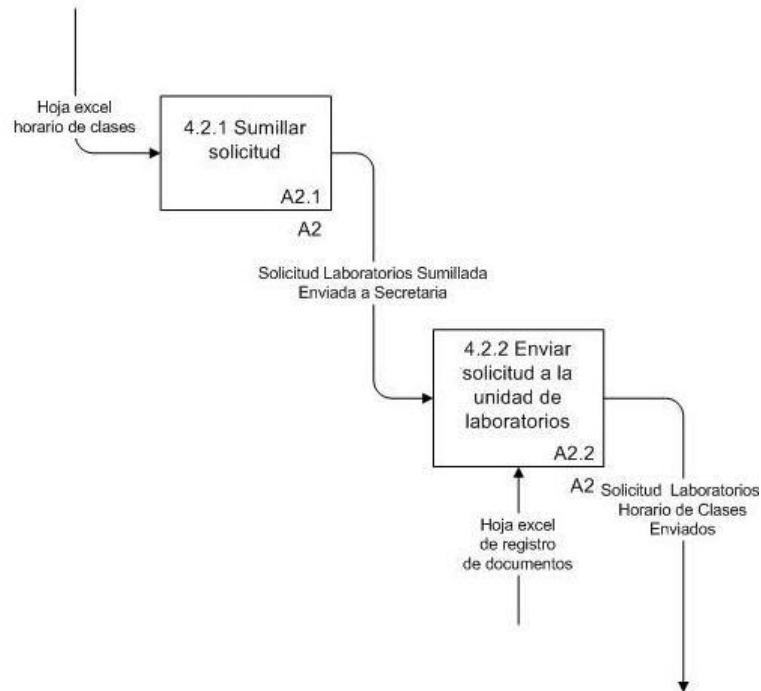 Hoja excel
horario de clases
4.2.1 Sumillar
solicitud
A2.1
A2
Solicitud Laboratorios Sumillada
Enviada a Secretaria
4.2.2 Enviar
solicitud a la
unidad de
laboratorios
A2.2
A2
Solicitud Laboratorios
Horario de Clases
Enviados
Hoja excel
de registro
de documentos